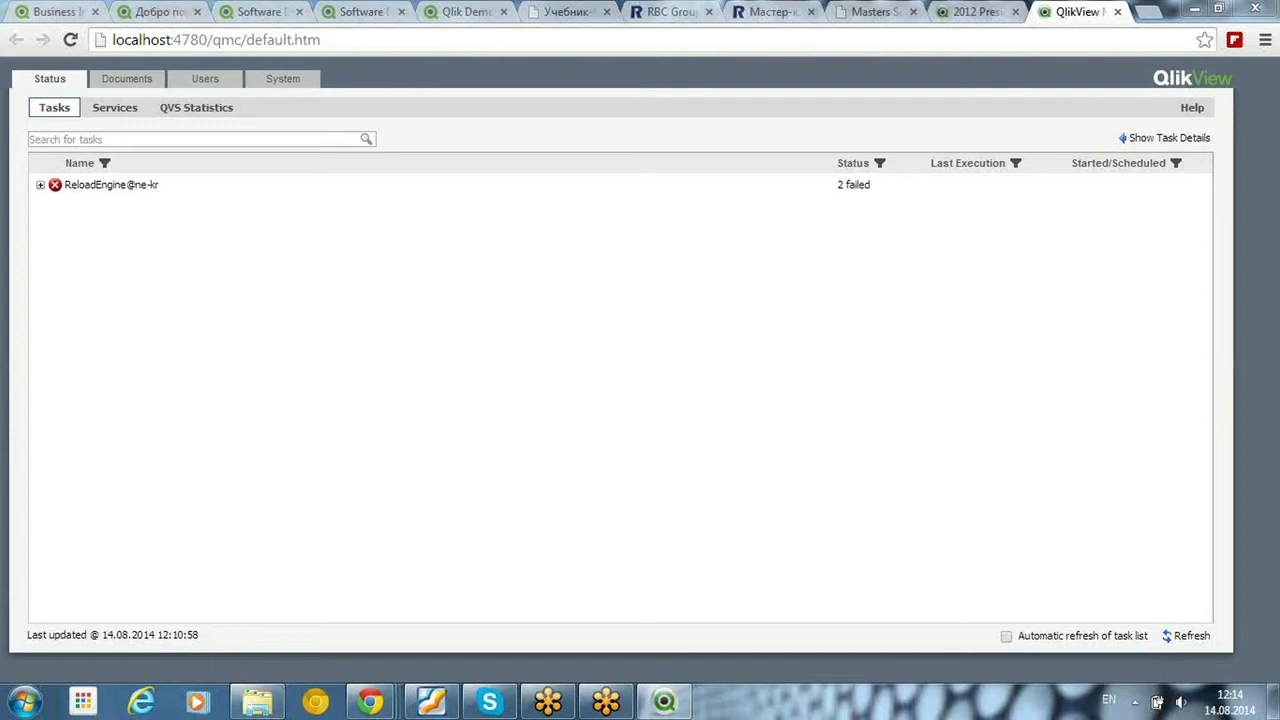 Business I
Добро по
Software D
Software D
Qlik Demo
Учебник-
RBC Group
Мастер-к
Masters S
2012 Presi
QlikView M
localhost:4780/qmc/default.htm
Status
Documents
Users
System
QlikView
Tasks
Services
QVS Statistics
Help
Search for tasks
Show Task Details
Name
Status
Last Execution
Started/Scheduled
ReloadEngine@ne-kr
2 failed
Last updated @ 14.08.2014 12:10:58
Automatic refresh of task list
Refresh
EN
12:14
14.08.2014